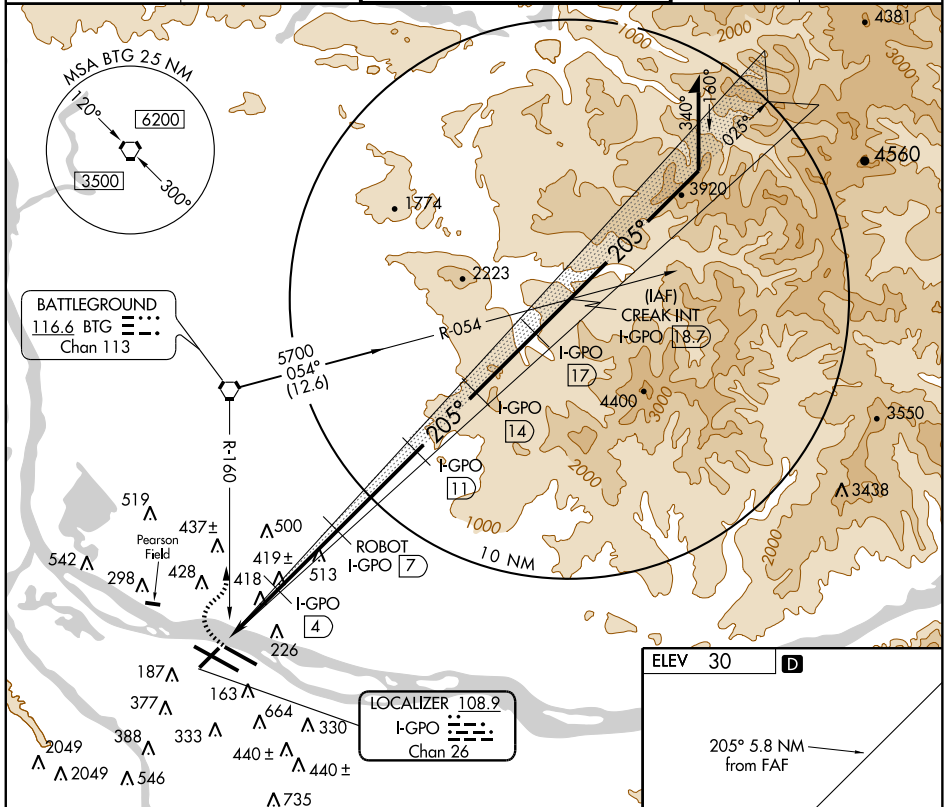 MSA BTG 25 NM
120°
6200
3500
300°
4381
1000
2000
3000
340°
160°
025°
4560
3920
1774
205°
2223
(IAF)
CREAK INT
I-GPO 18.7
BATTLEGROUND
116.6 BTG
Chan 113
R-054
5700
054°
(12.6)
I-GPO
17
4400
3000
3550
I-GPO
14
205°
R-160
I-GPO
11
3438
2000
2000
1000
519
437±
500
Pearson
Field
ROBOT
I-GPO 7
10 NM
542
419±
513
298
428
418
I-GPO
4
226
ELEV 30 D
187
163
LOCALIZER 108.9
I-GPO
Chan 26
377
664
330
333
205° 5.8 NM
from FAF
388
440±
440±
2049
2049
546
735